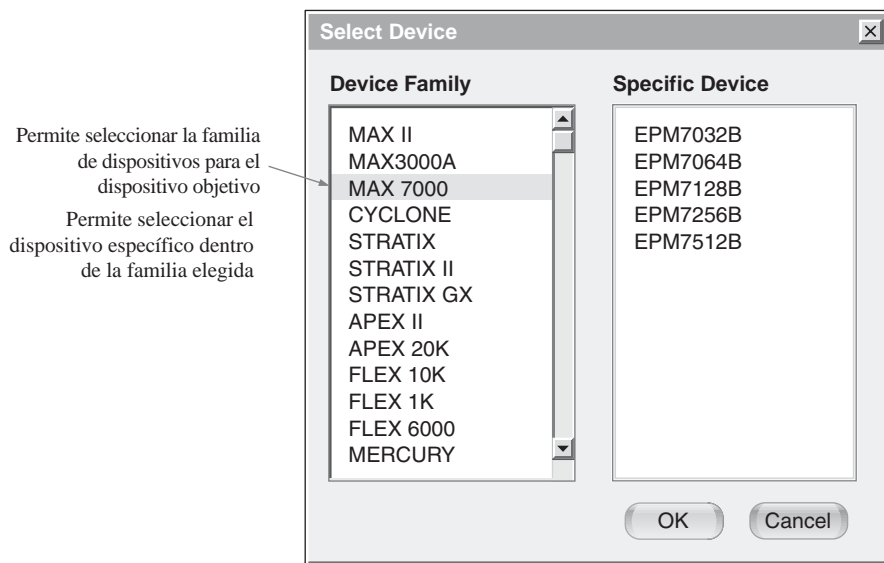 Select Device
Device Family
Specific Device
Permite seleccionar la familia
de dispositivos para el
dispositivo objetivo
Permite seleccionar el
dispositivo específico dentro
de la familia elegida
MAX II
MAX3000A
MAX 7000
CYCLONE
STRATIX
STRATIX II
STRATIX GX
APEX II
APEX 20K
FLEX 10K
FLEX 1K
FLEX 6000
MERCURY
EPM7032B
EPM7064B
EPM7128B
EPM7256B
EPM7512B
OK
Cancel